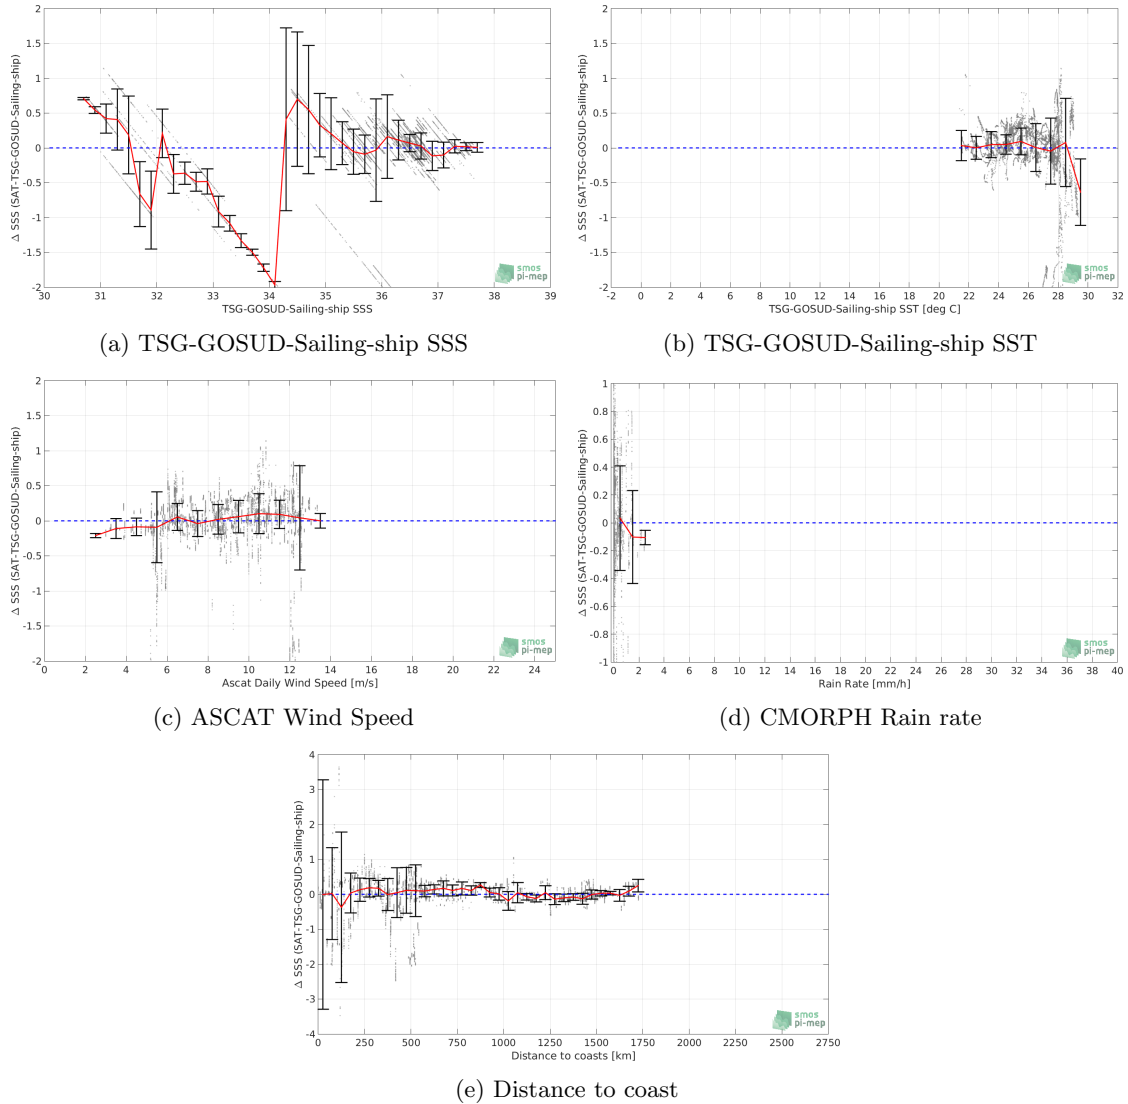 2
1.5
1
0.5
0
-0.5
-1
-1.5
-2
Δ SSS (SAT-TSG-GOSUD-Sailing-ship)
30 31 32 33 34 35 36 37 38 39
TSG-GOSUD-Sailing-ship SSS
smos
pi-mep
(a) TSG-GOSUD-Sailing-ship SSS
2
1.5
1
0.5
0
-0.5
-1
-1.5
-2
Δ SSS (SAT-TSG-GOSUD-Sailing-ship)
-2 0 2 4 6 8 10 12 14 16 18 20 22 24 26 28 30 32
TSG-GOSUD-Sailing-ship SST [deg C]
smos
pi-mep
(b) TSG-GOSUD-Sailing-ship SST
2
1.5
1
0.5
0
-0.5
-1
-1.5
-2
Δ SSS (SAT-TSG-GOSUD-Sailing-ship)
0 2 4 6 8 10 12 14 16 18 20 22 24
Ascat Daily Wind Speed [m/s]
smos
pi-mep
(c) ASCAT Wind Speed
1
0.8
0.6
0.4
0.2
0
-0.2
-0.4
-0.6
-0.8
-1
Δ SSS (SAT-TSG-GOSUD-Sailing-ship)
0 2 4 6 8 10 12 14 16 18 20 22 24 26 28 30 32 34 36 38 40
Rain Rate [mm/h]
smos
pi-mep
(d) CMORPH Rain rate
4
3
2
1
0
-1
-2
-3
-4
Δ SSS (SAT-TSG-GOSUD-Sailing-ship)
0 250 500 750 1000 1250 1500 1750 2000 2250 2500 2750
Distance to coasts [km]
smos
pi-mep
(e) Distance to coast